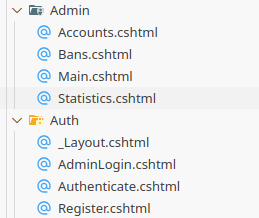 Admin
Accounts.cshtml
Bans.cshtml
Main.cshtml
Statistics.cshtml
Auth
_Layout.cshtml
AdminLogin.cshtml
Authenticate.cshtml
Register.cshtml